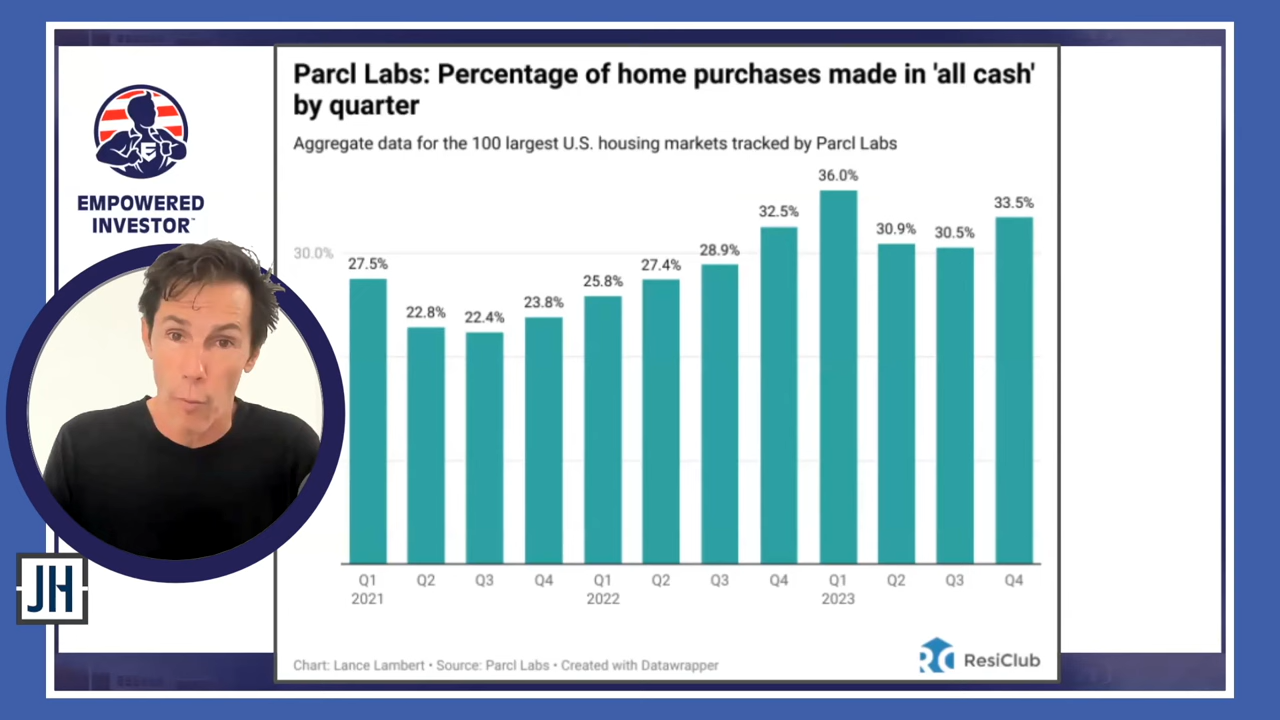 Parcl Labs: Percentage of home purchases made in 'all cash'
by quarter
Aggregate data for the 100 largest U.S. housing markets tracked by Parcl Labs
EMPOWERED
INVESTOR™
30.0%
27.5%
22.8%
22.4%
23.8%
25.8%
27.4%
28.9%
32.5%
36.0%
30.9%
30.5%
33.5%
Q1 Q2 Q3 Q4 Q1 Q2 Q3 Q4 Q1 Q2 Q3 Q4
2021 2022 2023
JH
Chart: Lance Lambert • Source: Parcl Labs • Created with Datawrapper
RC ResiClub